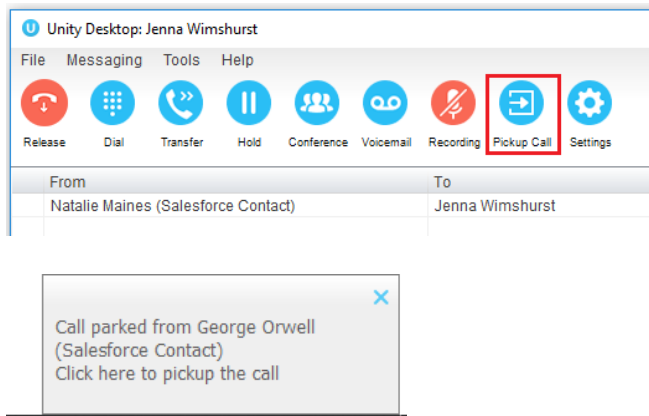 U Unity Desktop: Jenna Wimshurst
File Messaging Tools Help
Release Dial Transfer Hold Conference Voicemail Recording Pickup Call Settings
From To
Natalie Maines (Salesforce Contact) Jenna Wimshurst
Call parked from George Orwell
(Salesforce Contact)
Click here to pickup the call